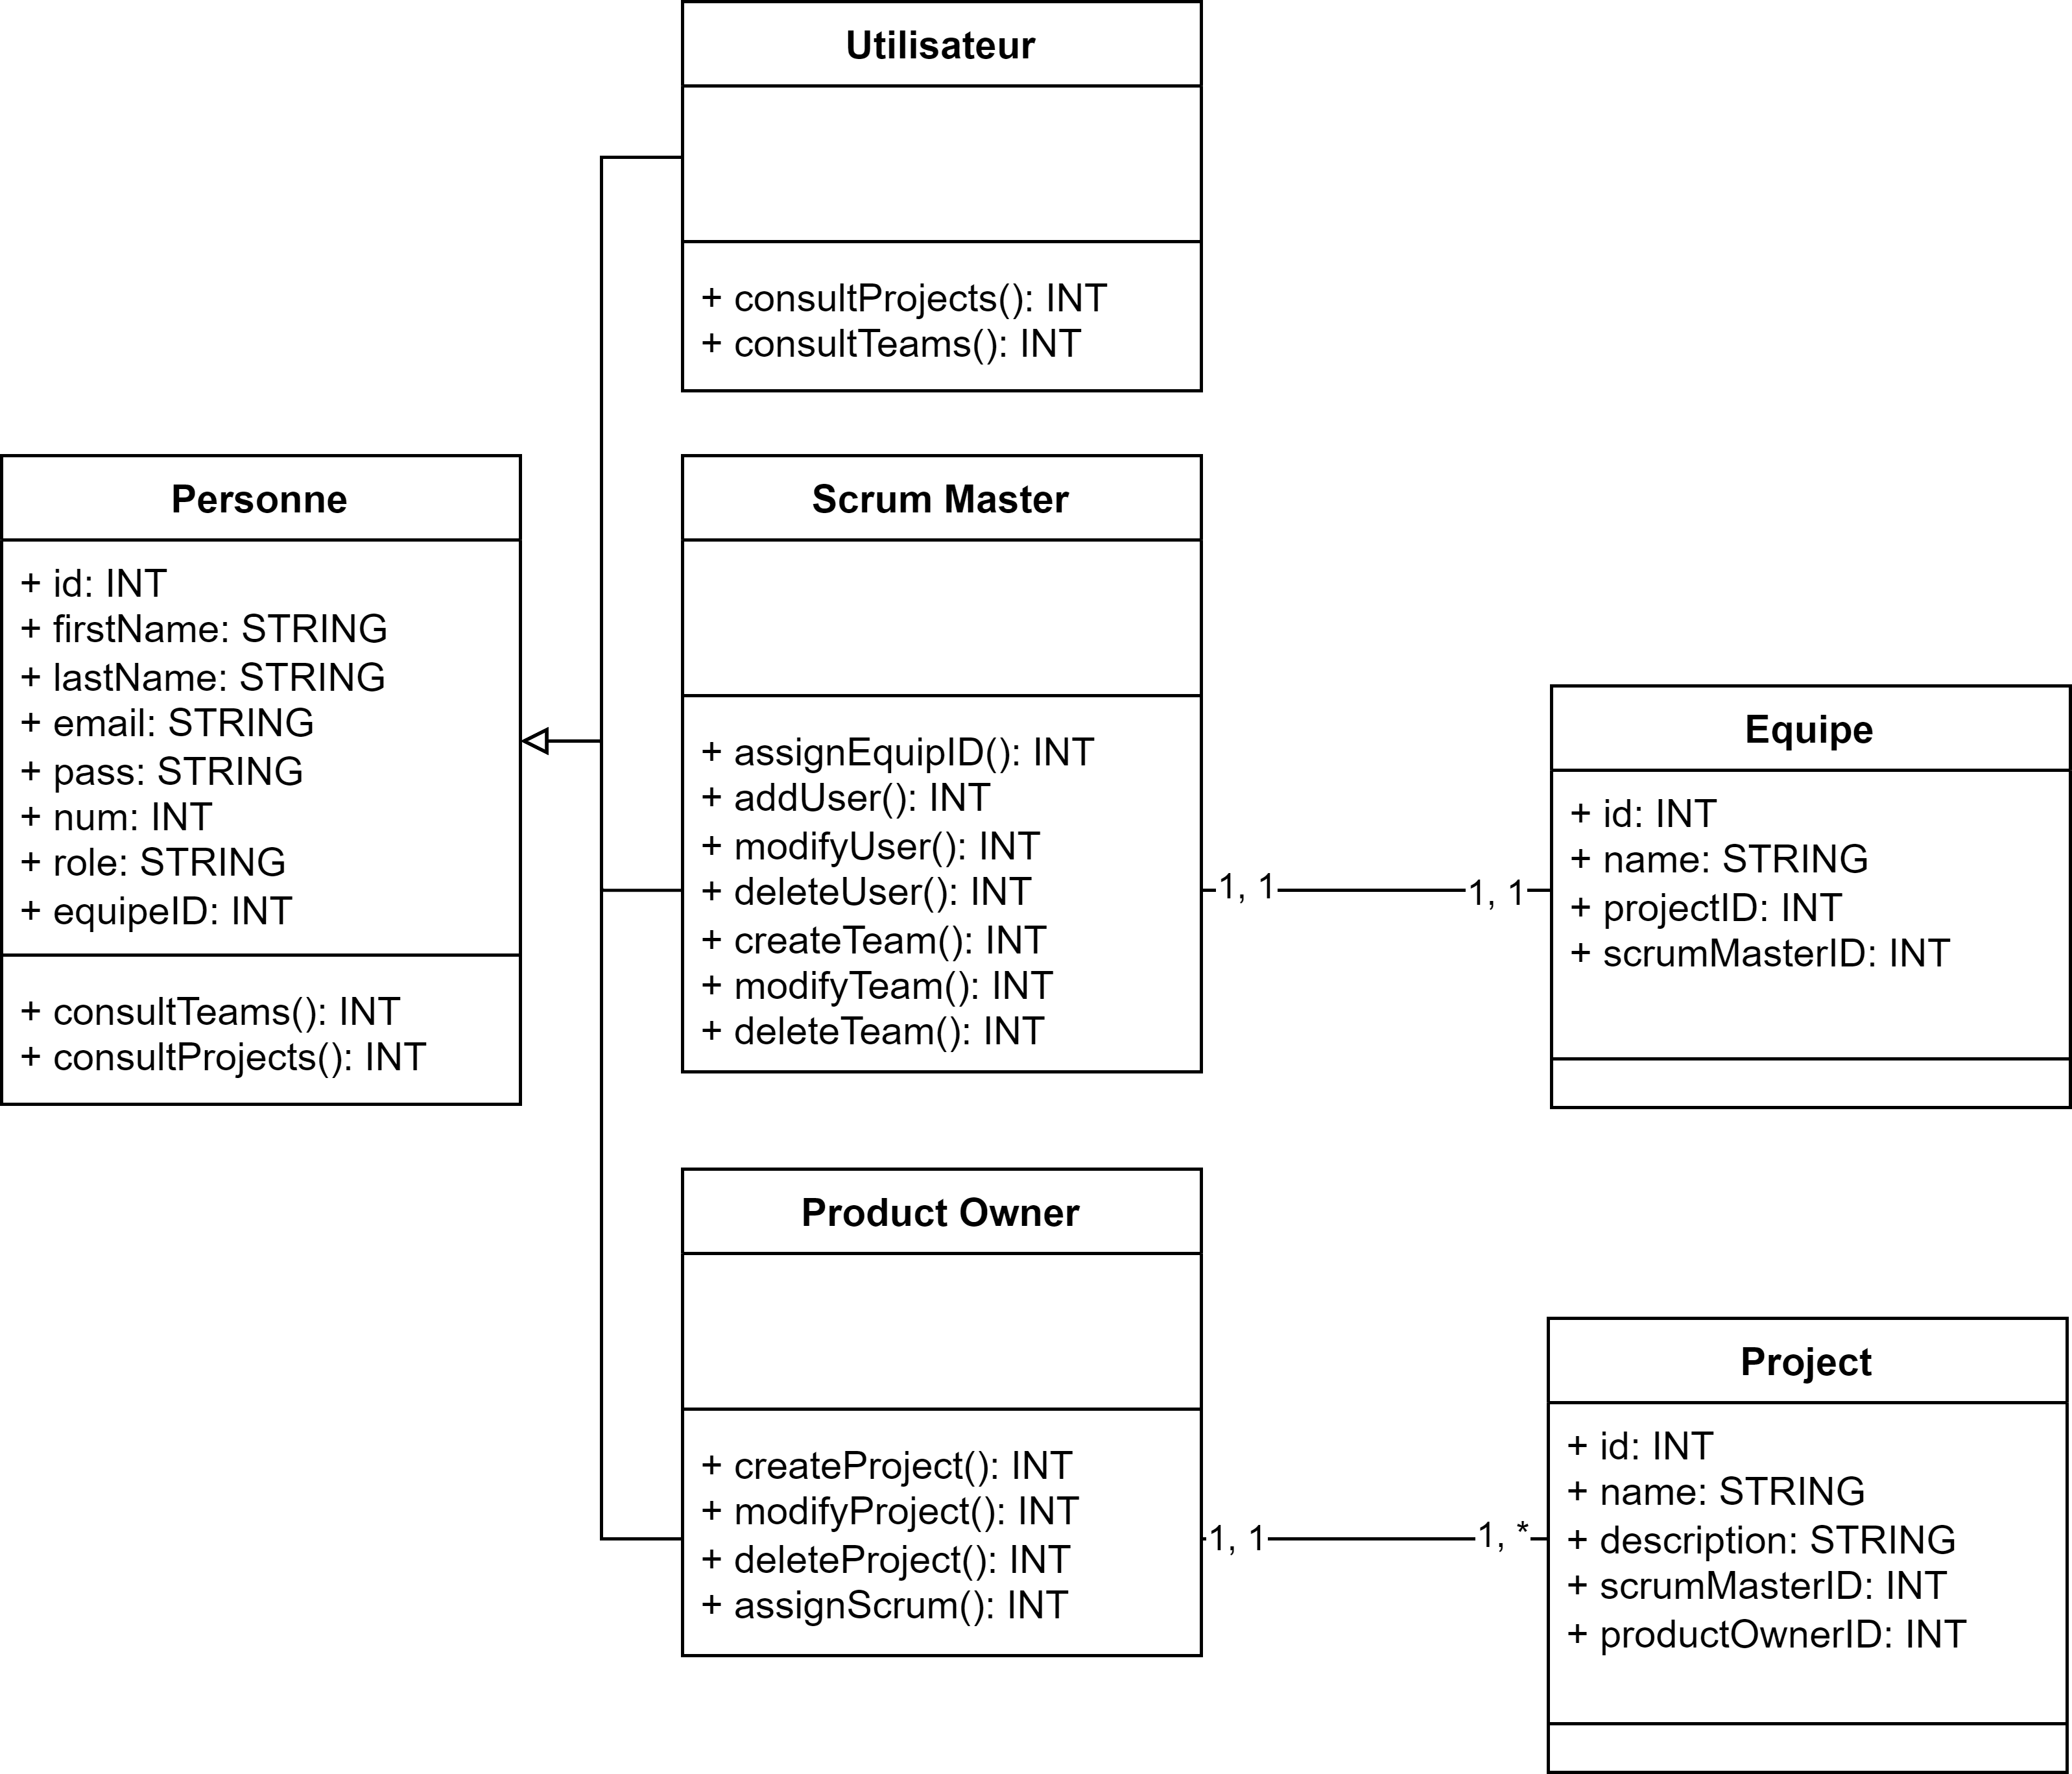 Utilisateur
+ consultProjects(): INT
+ consultTeams(): INT
Personne
+ id: INT
+ firstName: STRING
+ lastName: STRING
+ email: STRING
+ pass: STRING
+ num: INT
+ role: STRING
+ equipeID: INT
+ consultTeams(): INT
+ consultProjects(): INT
Scrum Master
+ assignEquipID(): INT
+ addUser(): INT
+ modifyUser(): INT
+ deleteUser(): INT
+ createTeam(): INT
+ modifyTeam(): INT
+ deleteTeam(): INT
1, 1
1, 1
Equipe
+ id: INT
+ name: STRING
+ projectID: INT
+ scrumMasterID: INT
Product Owner
+ createProject(): INT
+ modifyProject(): INT
+ deleteProject(): INT
+ assignScrum(): INT
1, 1
1, *
Project
+ id: INT
+ name: STRING
+ description: STRING
+ scrumMasterID: INT
+ productOwnerID: INT